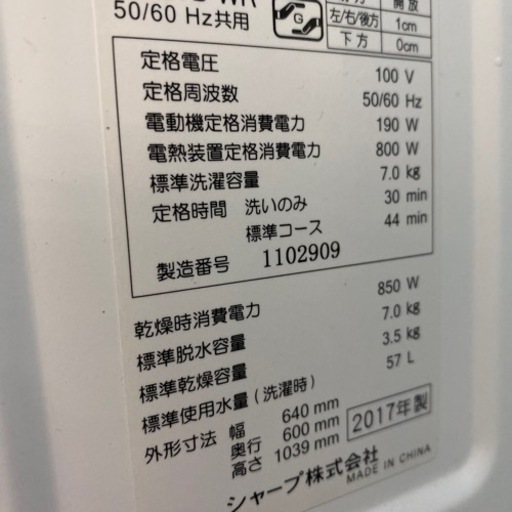 50/60 Hz共用
G
開放
左/右/後方 1cm
下方 0cm
定格電圧 100 V
定格周波数 50/60 Hz
電動機定格消費電力 190 W
電熱装置定格消費電力 800 W
標準洗濯容量 7.0 kg
定格時間 洗いのみ 30 min
標準コース 44 min
製造番号 1102909
乾燥時消費電力 850 W
標準脱水容量 7.0 kg
標準乾燥容量 3.5 kg
標準使用水量(洗濯時) 57 L
外形寸法 幅 640 mm
奥行 600 mm
高さ 1039 mm
2017年製
シャープ株式会社
MADE IN CHINA